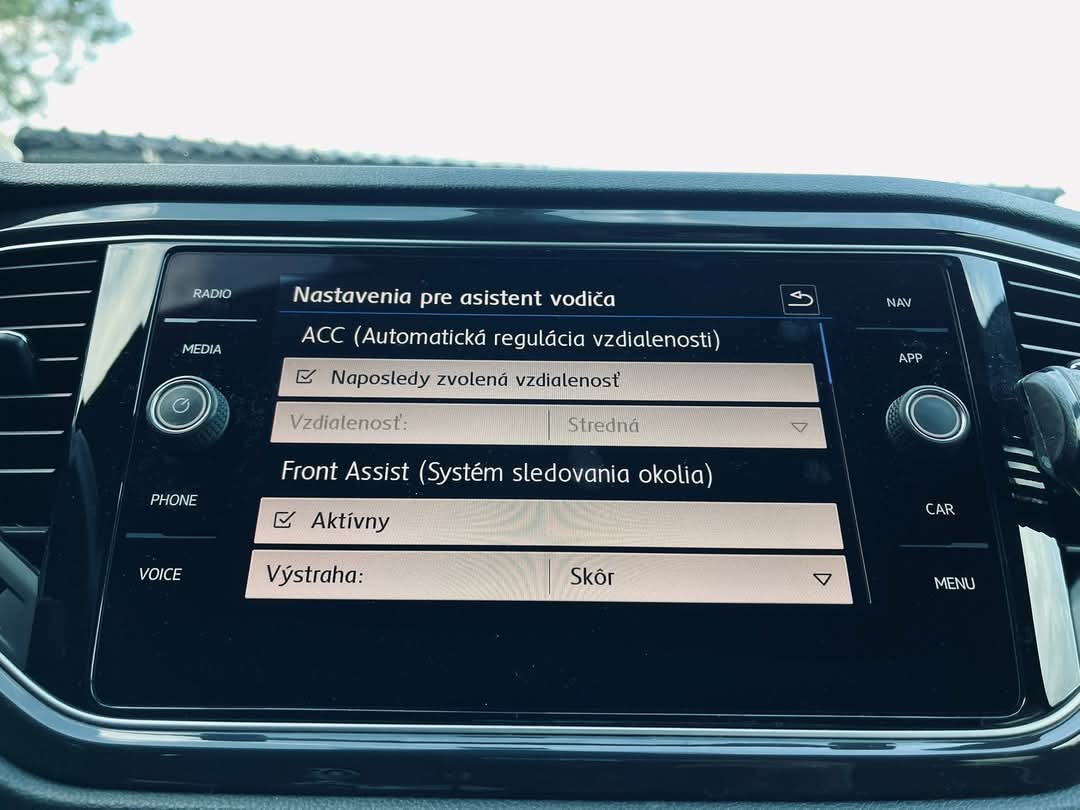 RADIO
MEDIA
PHONE
VOICE
Nastavenia pre asistent vodiča
ACC (Automatická regulácia vzdialenosti)
Naposledy zvolená vzdialenosť
Vzdialenosť: Stredná
Front Assist (Systém sledovania okolia)
Aktívny
Výstraha: Skôr
NAV
APP
CAR
MENU